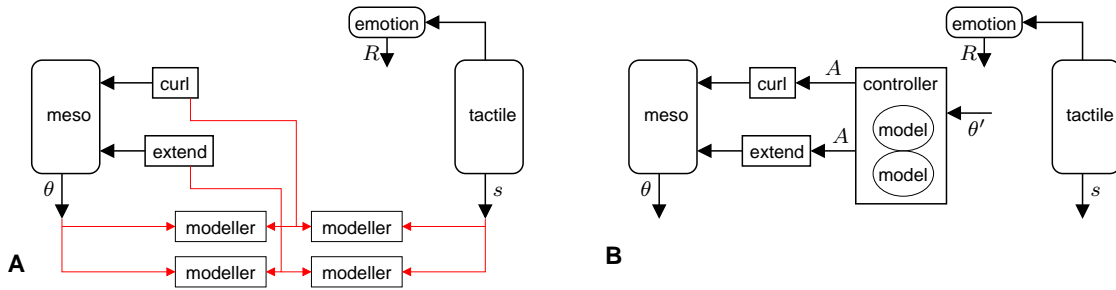 emotion
R
meso
curl
extend
tactile
θ
s
modeller
modeller
modeller
modeller
A
emotion
R
meso
curl
A
controller
model
model
θ′
extend
A
tactile
θ
s
B